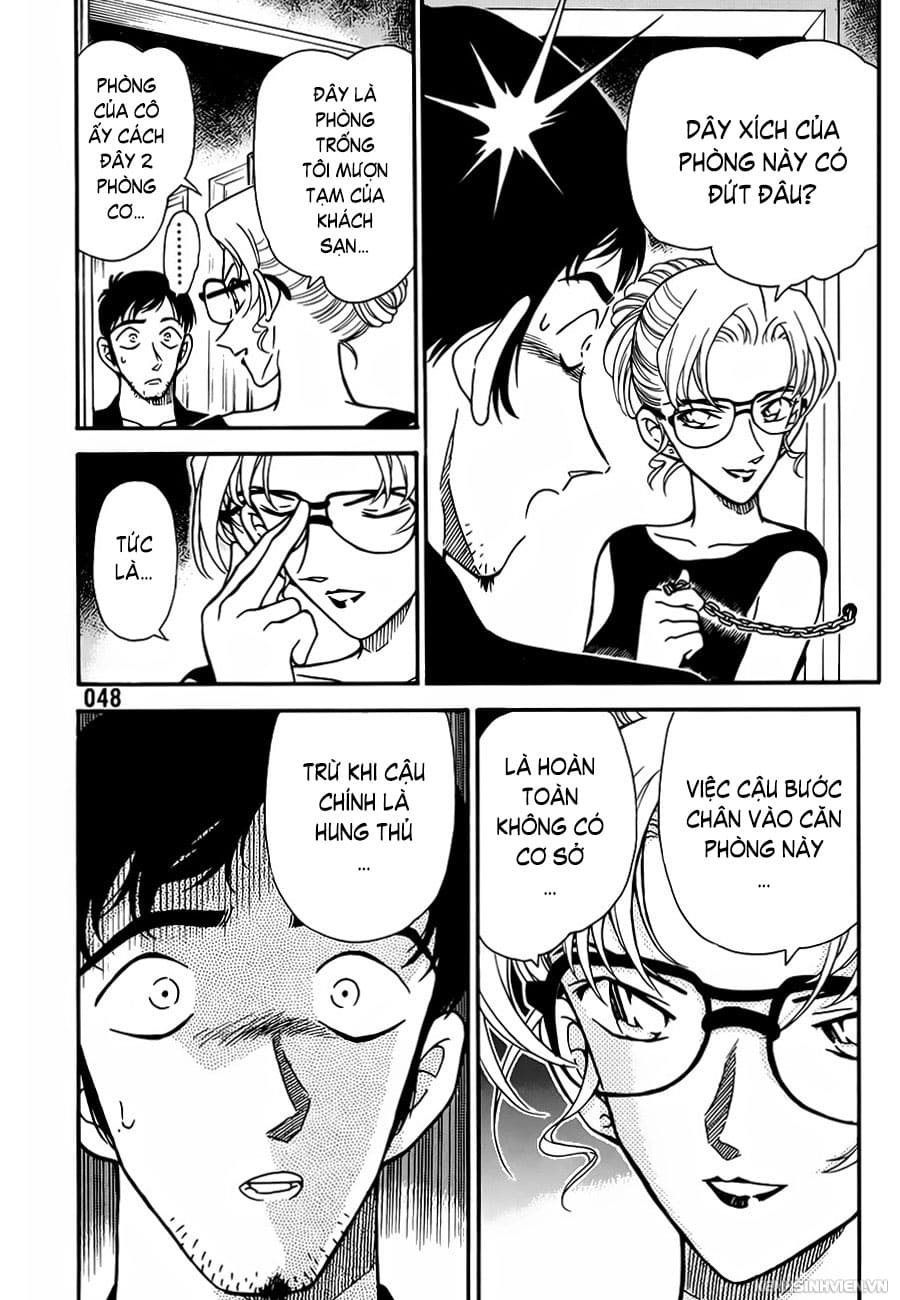 DÂY XÍCH CỦA
PHÒNG NÀY CÓ
ĐỨT ĐÂU?
ĐÂY LÀ
PHÒNG
TRỐNG
TÔI MƯỢN
TẠM CỦA
KHÁCH
SẠN...
PHÒNG
CỦA CÔ
ẤY CÁCH
ĐÂY 2
PHÒNG
CƠ...
........
TỨC
LÀ...
048
VIỆC CẬU BƯỚC
CHÂN VÀO CĂN
PHÒNG NÀY
...
LÀ HOÀN
TOÀN
KHÔNG CÓ
CƠ SỞ
...
TRỪ KHI CẬU
CHÍNH LÀ
HUNG THỦ
...